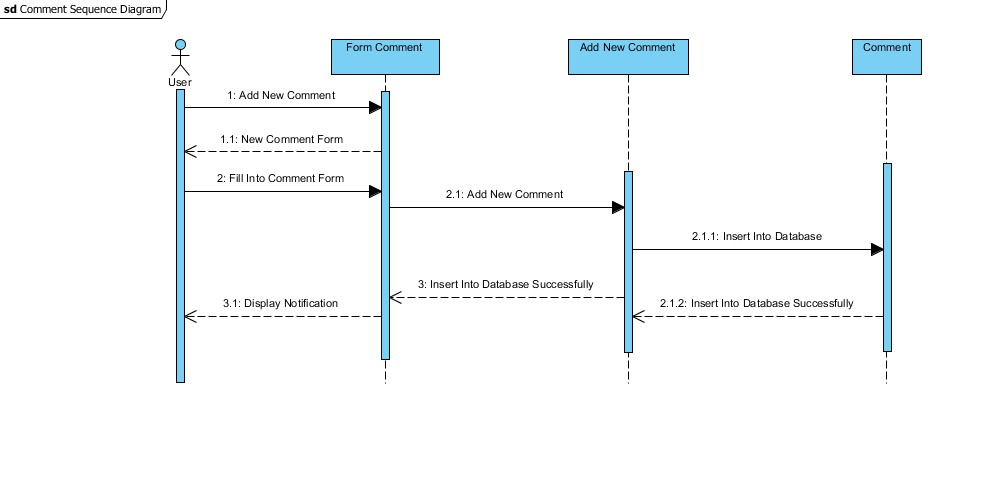 sd Comment Sequence Diagram
Form Comment
Add New Comment
Comment
User
1: Add New Comment
1.1: New Comment Form
2: Fill Into Comment Form
2.1: Add New Comment
2.1.1: Insert Into Database
3: Insert Into Database Successfully
3.1: Display Notification
2.1.2: Insert Into Database Successfully